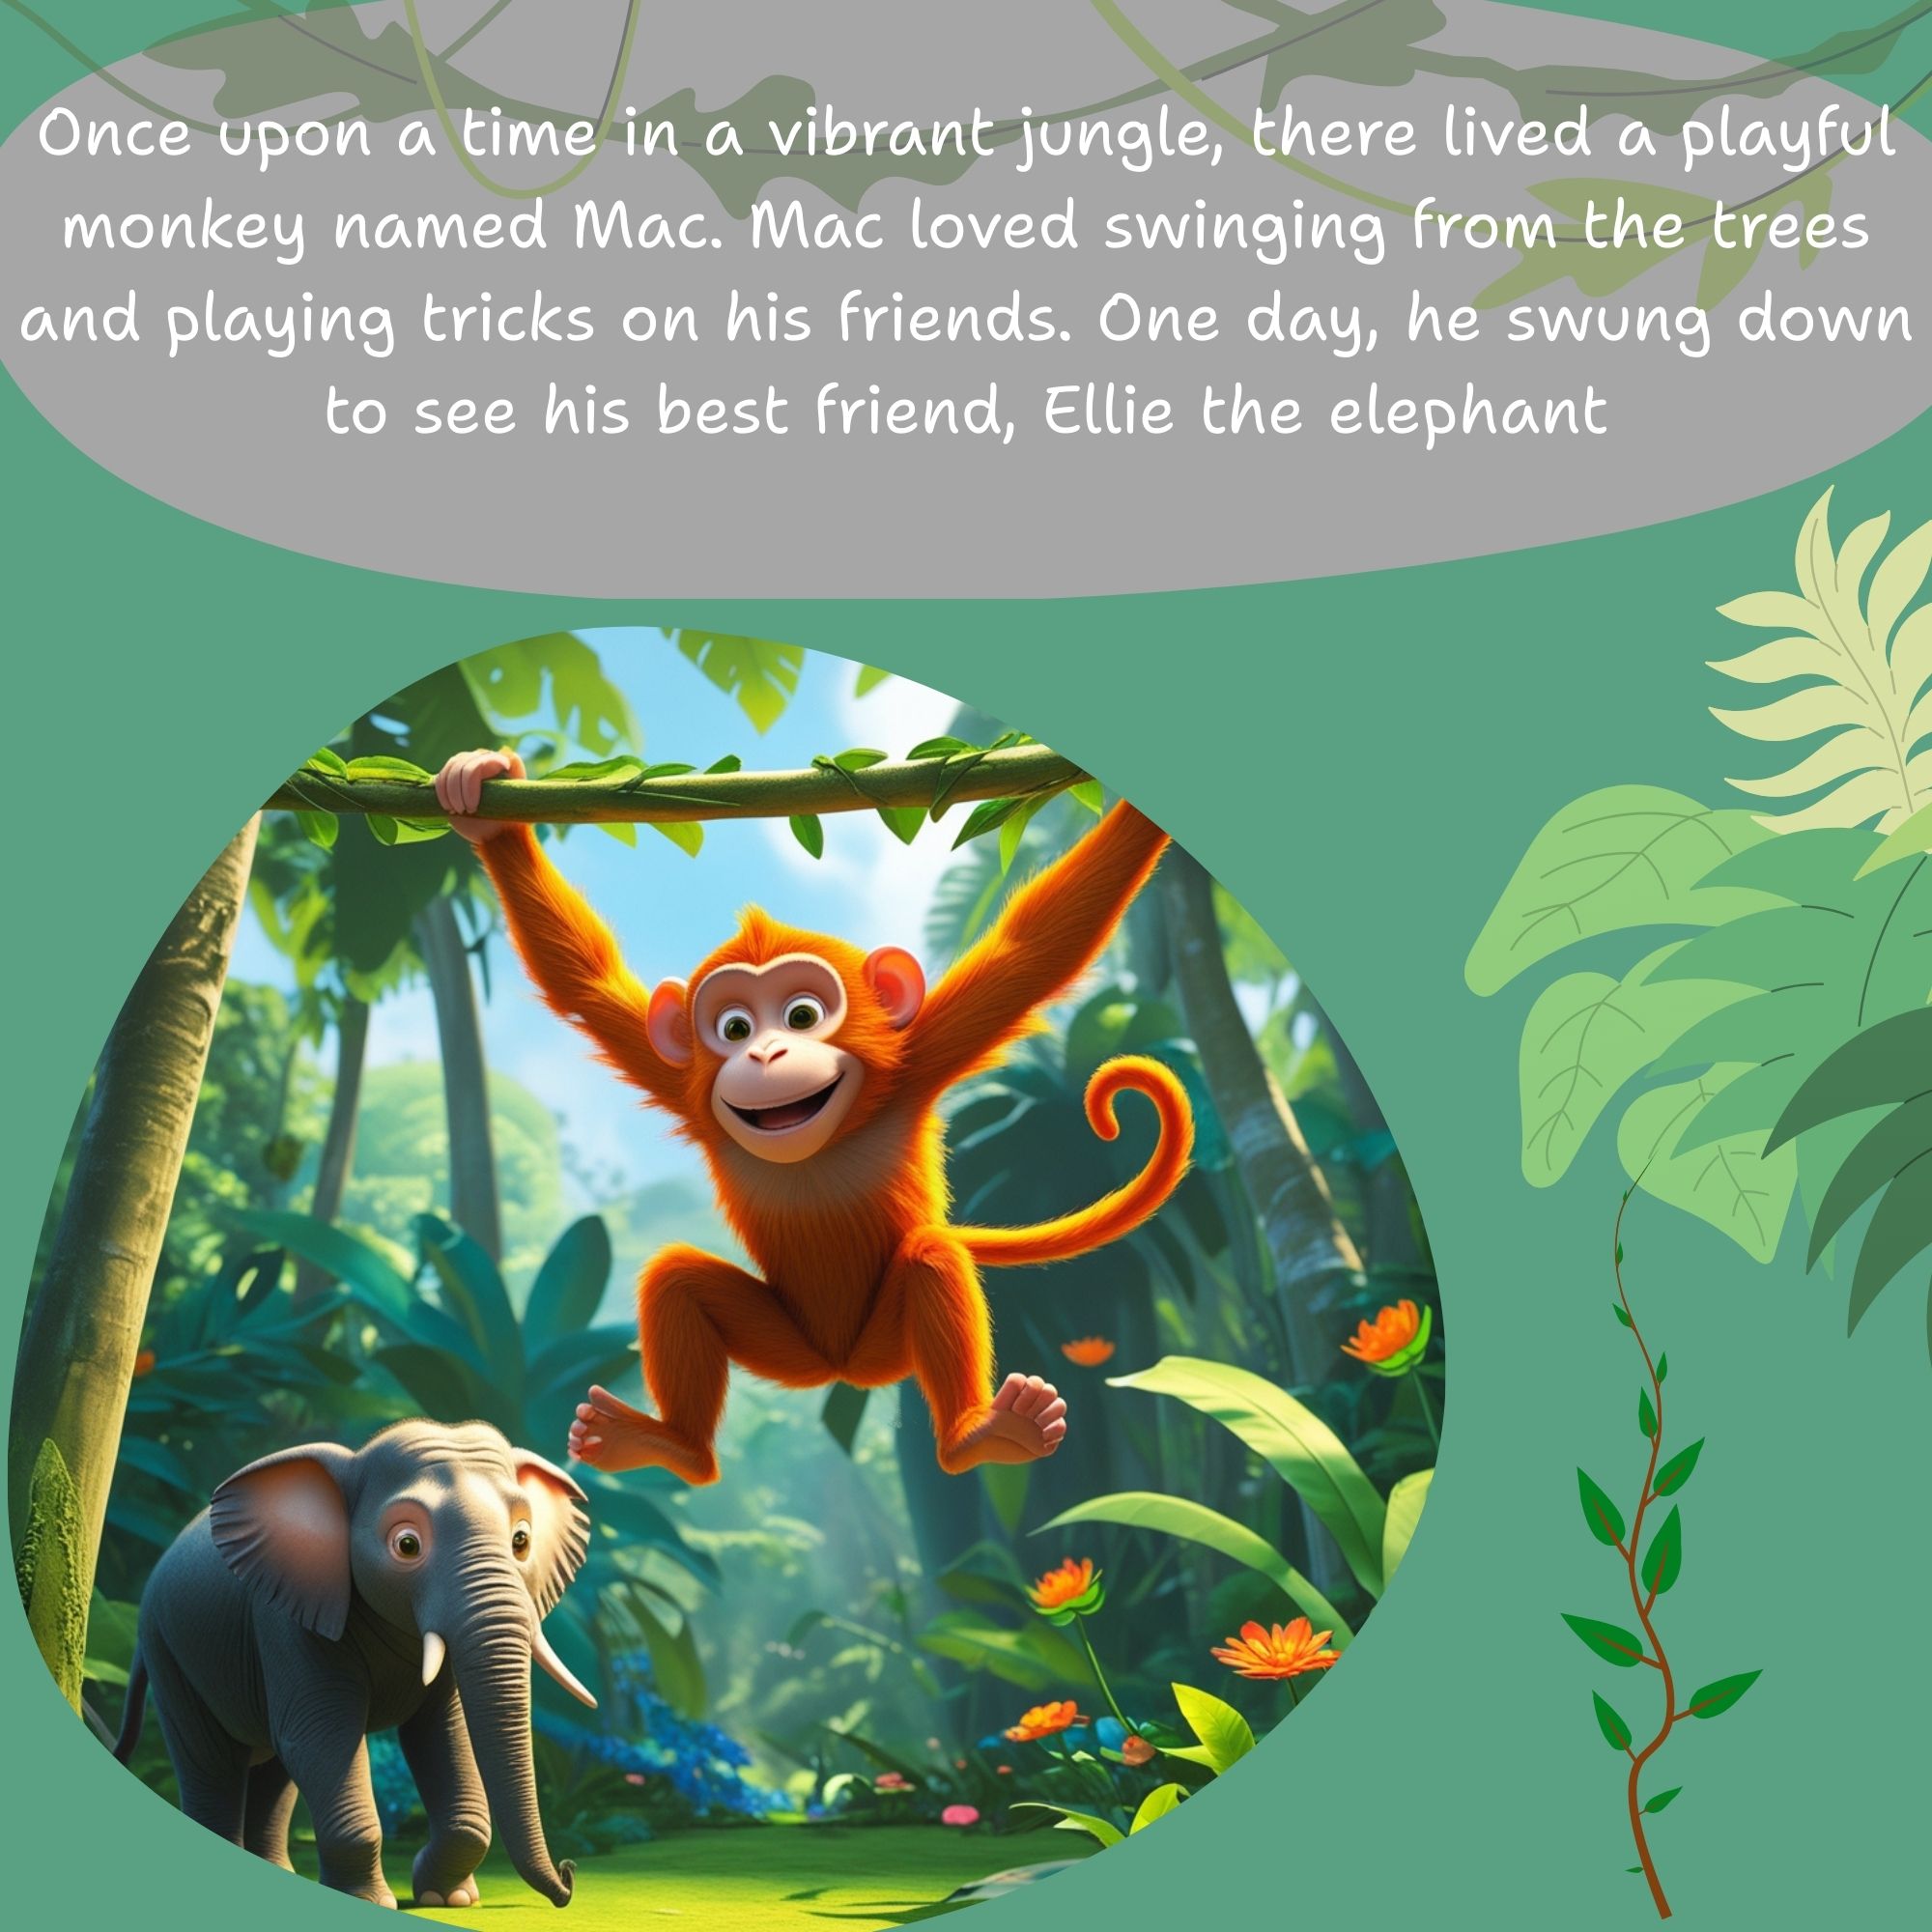 Once upon a time in a vibrant jungle, there lived a playful
monkey named Mac. Mac loved swinging from the trees
and playing tricks on his friends. One day, he swung down
to see his best friend, Ellie the elephant